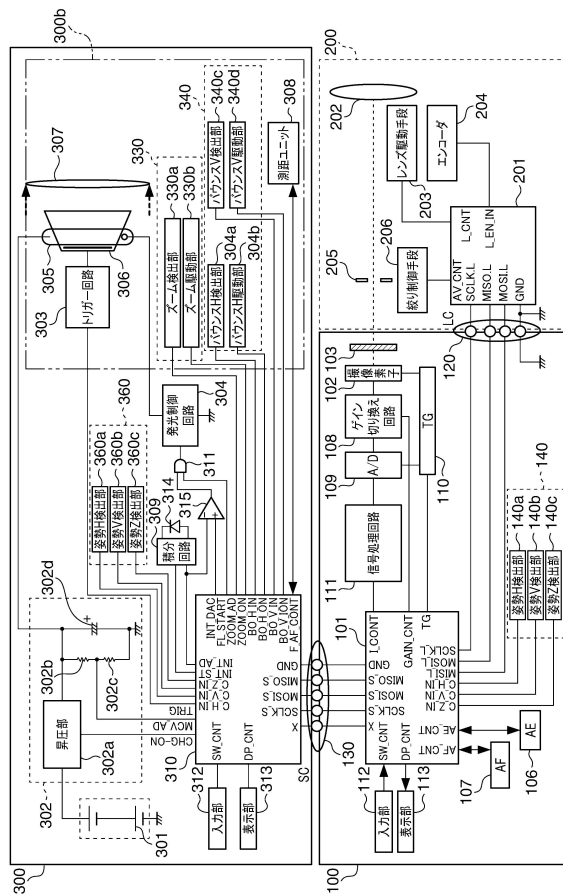 300
300b
302
302a
昇圧部
302b
302c
302d
301
360
360a
360b
360c
姿勢H検出部
姿勢V検出部
姿勢Z検出部
303
トリガー回路
305
306
307
309
積分回路
314
315
311
304
発光制御回路
330
330a
330b
ズーム検出部
ズーム駆動部
340
304a
304b
バウンスH検出部
バウンスH駆動部
340c
340d
バウンスV検出部
バウンスV駆動部
308
測距ユニット
310
CHG-ON
MCV_AD
TRIG
C_H_IN
C_V_IN
C_Z_IN
INT_ST
INT_AD
INT_DAC
FL_START
ZOOM_AD
ZOOM_ON
BO_H_IN
BO_H_ON
BO_V_IN
BO_V_ION
F_AF_CONT
SW_CNT
DP_CNT
312
入力部
313
表示部
SC
X
SCLK_S
MOSI_S
MISO_S
GND
130
100
X
SCLK_S
MOSI_S
MISO_S
GND
SW_CNT
DP_CNT
112
入力部
113
表示部
101
I_CONT
GAIN_CNT
TG
SCLK_L
MOSI_L
MISI_L
C_H_IN
C_V_IN
C_Z_IN
AE_CNT
AF_CNT
107
AF
106
AE
111
信号処理回路
109
A/D
108
ゲイン切り換え回路
102
撮像素子
103
110
TG
140
140a
140b
140c
姿勢H検出部
姿勢V検出部
姿勢Z検出部
120
LC
200
201
AV_CNT
SCLK.L
MISO.L
MOSI.L
GND
L_CNT
L_EN_IN
202
203
レンズ駆動手段
204
エンコーダ
205
206
絞り制御手段